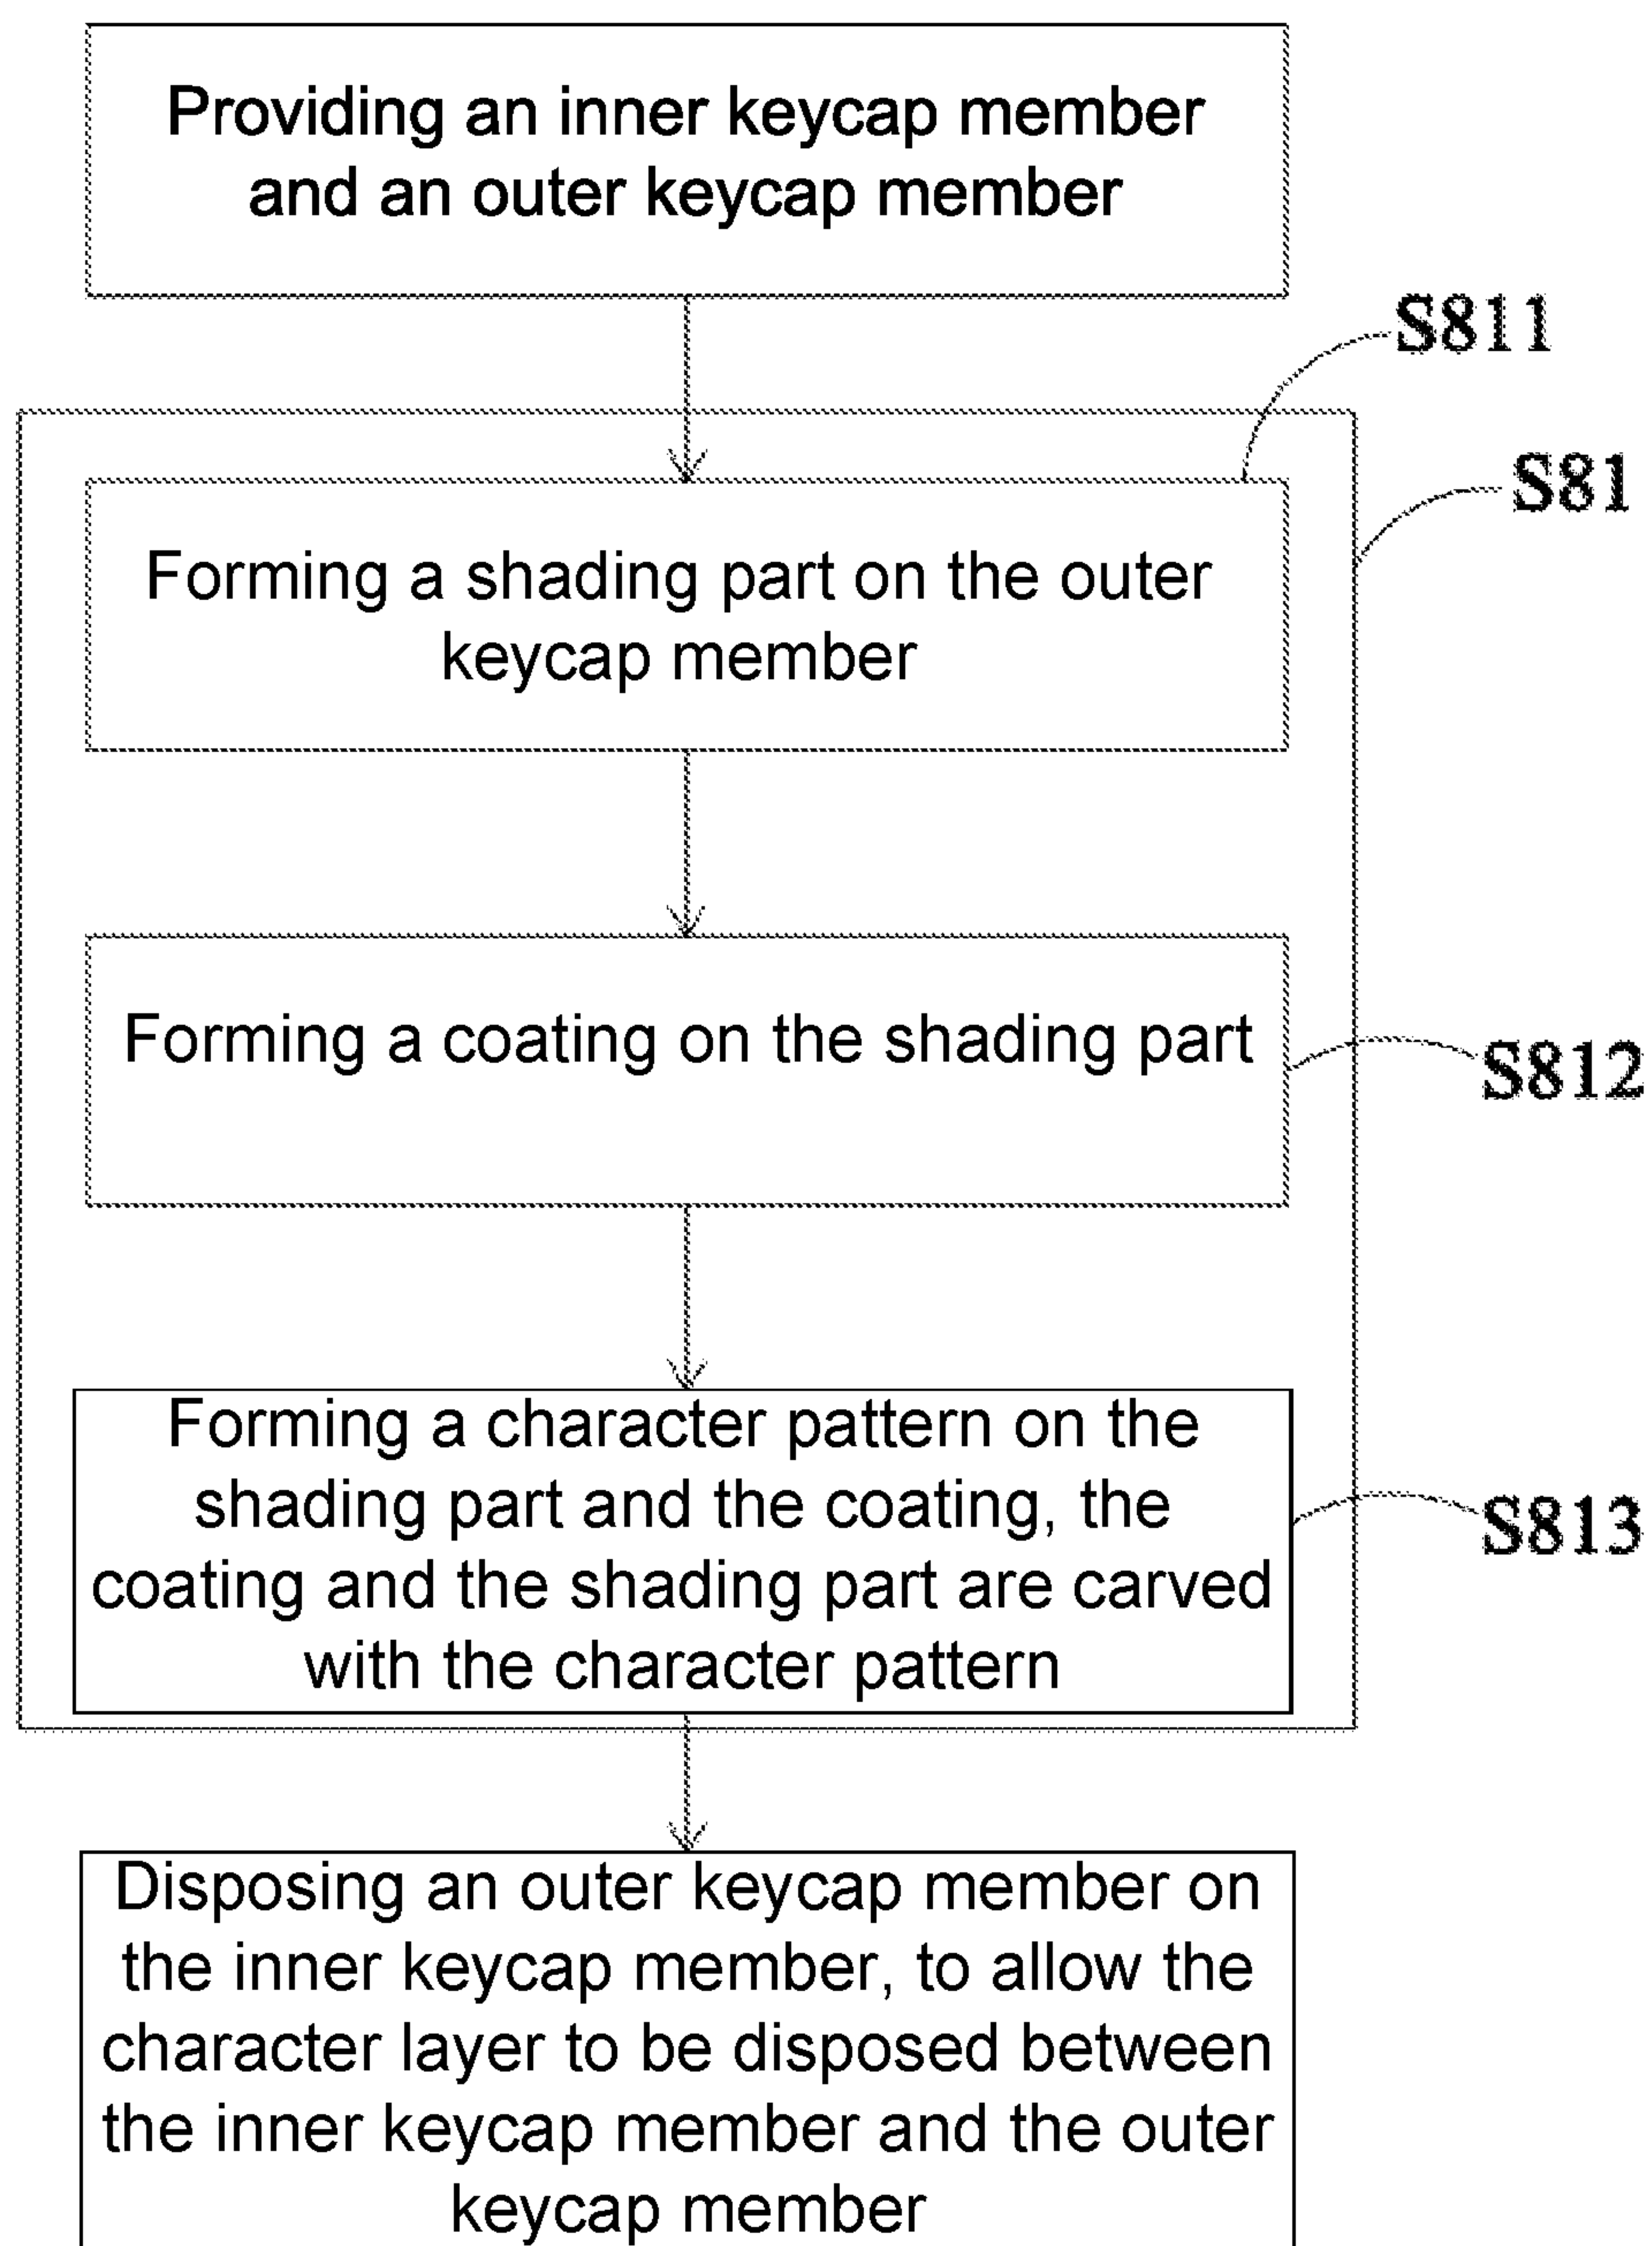 Providing an inner keycap member
and an outer keycap member
S811
S81
Forming a shading part on the outer
keycap member
Forming a coating on the shading part
S812
Forming a character pattern on the
shading part and the coating, the
coating and the shading part are carved
with the character pattern
S813
Disposing an outer keycap member on
the inner keycap member, to allow the
character layer to be disposed between
the inner keycap member and the outer
keycap member